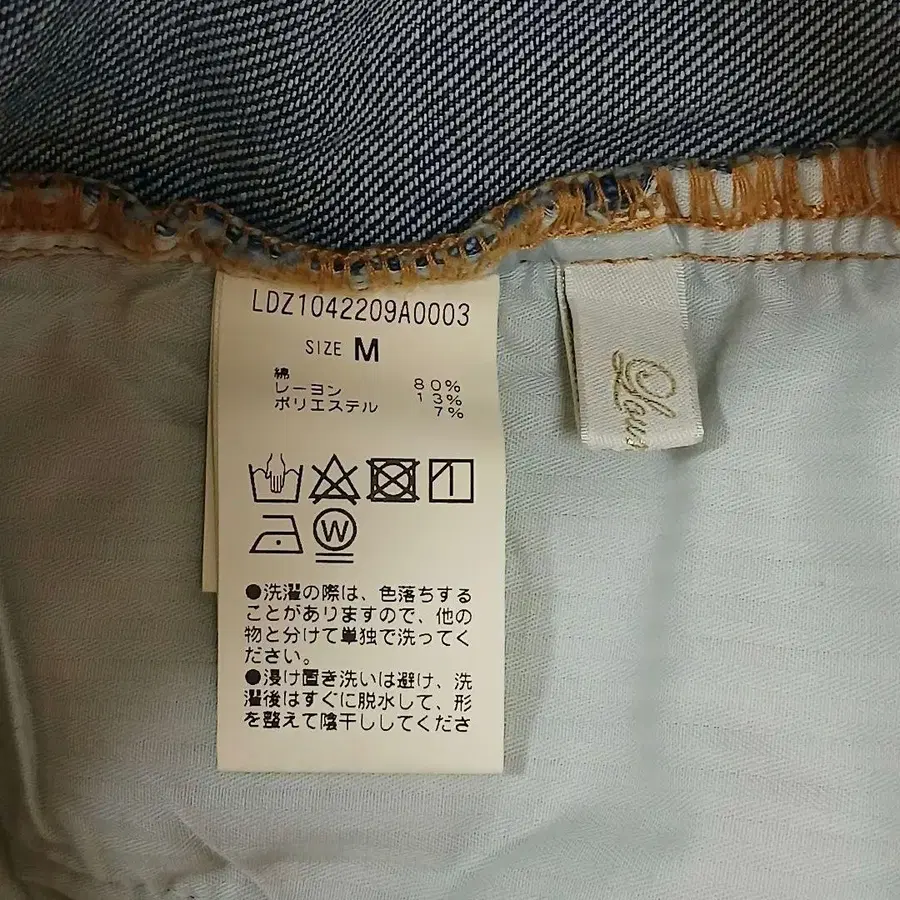 LDZ1042209A0003
SIZE M
綿 80%
レーヨン 13%
ポリエステル 7%
W
●洗濯の際は、色落ちする
ことがありますので、他の
物と分けて単独で洗ってく
ださい。
●浸け置き洗いは避け、洗
濯後はすぐに脱水して、形
を整えて陰干ししてくださ